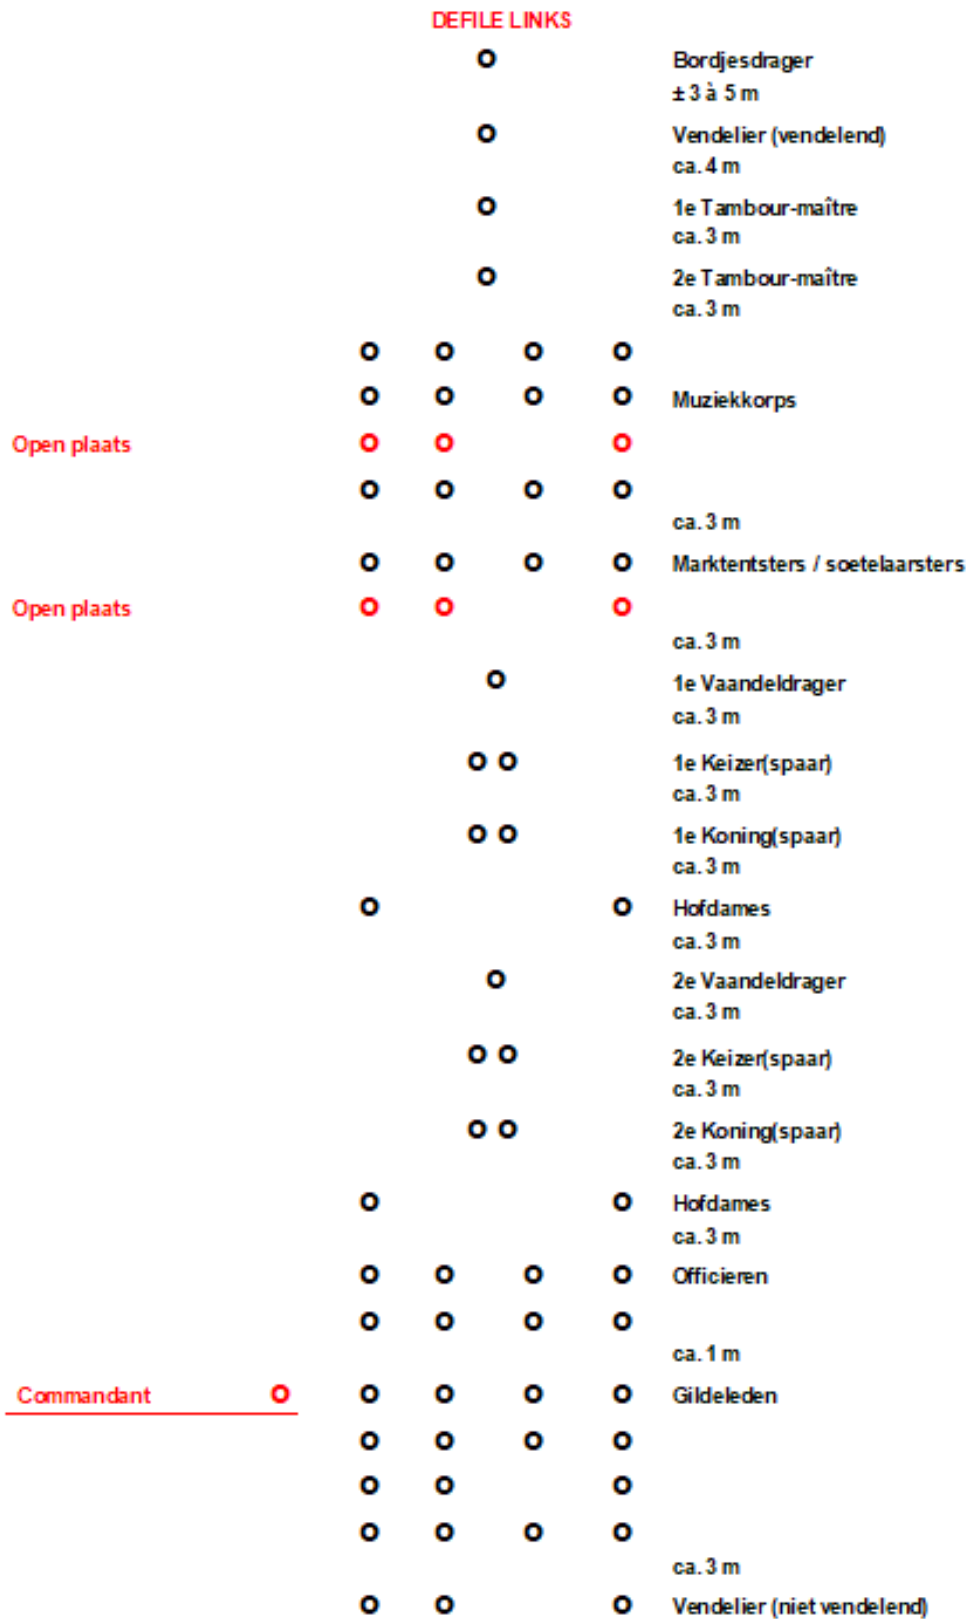 DEFILE LINKS
Bordjesdrager
± 3 à 5 m
Vendelier (vendelend)
ca. 4 m
1e Tambour-maître
ca. 3 m
2e Tambour-maître
ca. 3 m
Muziekkorps
Open plaats
ca. 3 m
Marktentsters / soetelaarsters
Open plaats
ca. 3 m
1e Vaandeldrager
ca. 3 m
1e Keizer(spaar)
ca. 3 m
1e Koning(spaar)
ca. 3 m
Hofdames
ca. 3 m
2e Vaandeldrager
ca. 3 m
2e Keizer(spaar)
ca. 3 m
2e Koning(spaar)
ca. 3 m
Hofdames
ca. 3 m
Officieren
ca. 1 m
Commandant Gildeleden
ca. 3 m
Vendelier (niet vendelend)